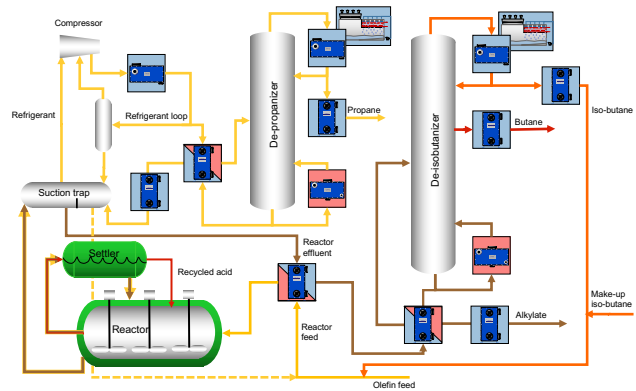 Compressor
Refrigerant
Refrigerant loop
De-propanizer
Propane
De-isobutanizer
Iso-butane
Butane
Suction trap
Settler
Recycled acid
Reactor
Reactor
effluent
Reactor
feed
Make-up
iso-butane
Alkylate
Olefin feed